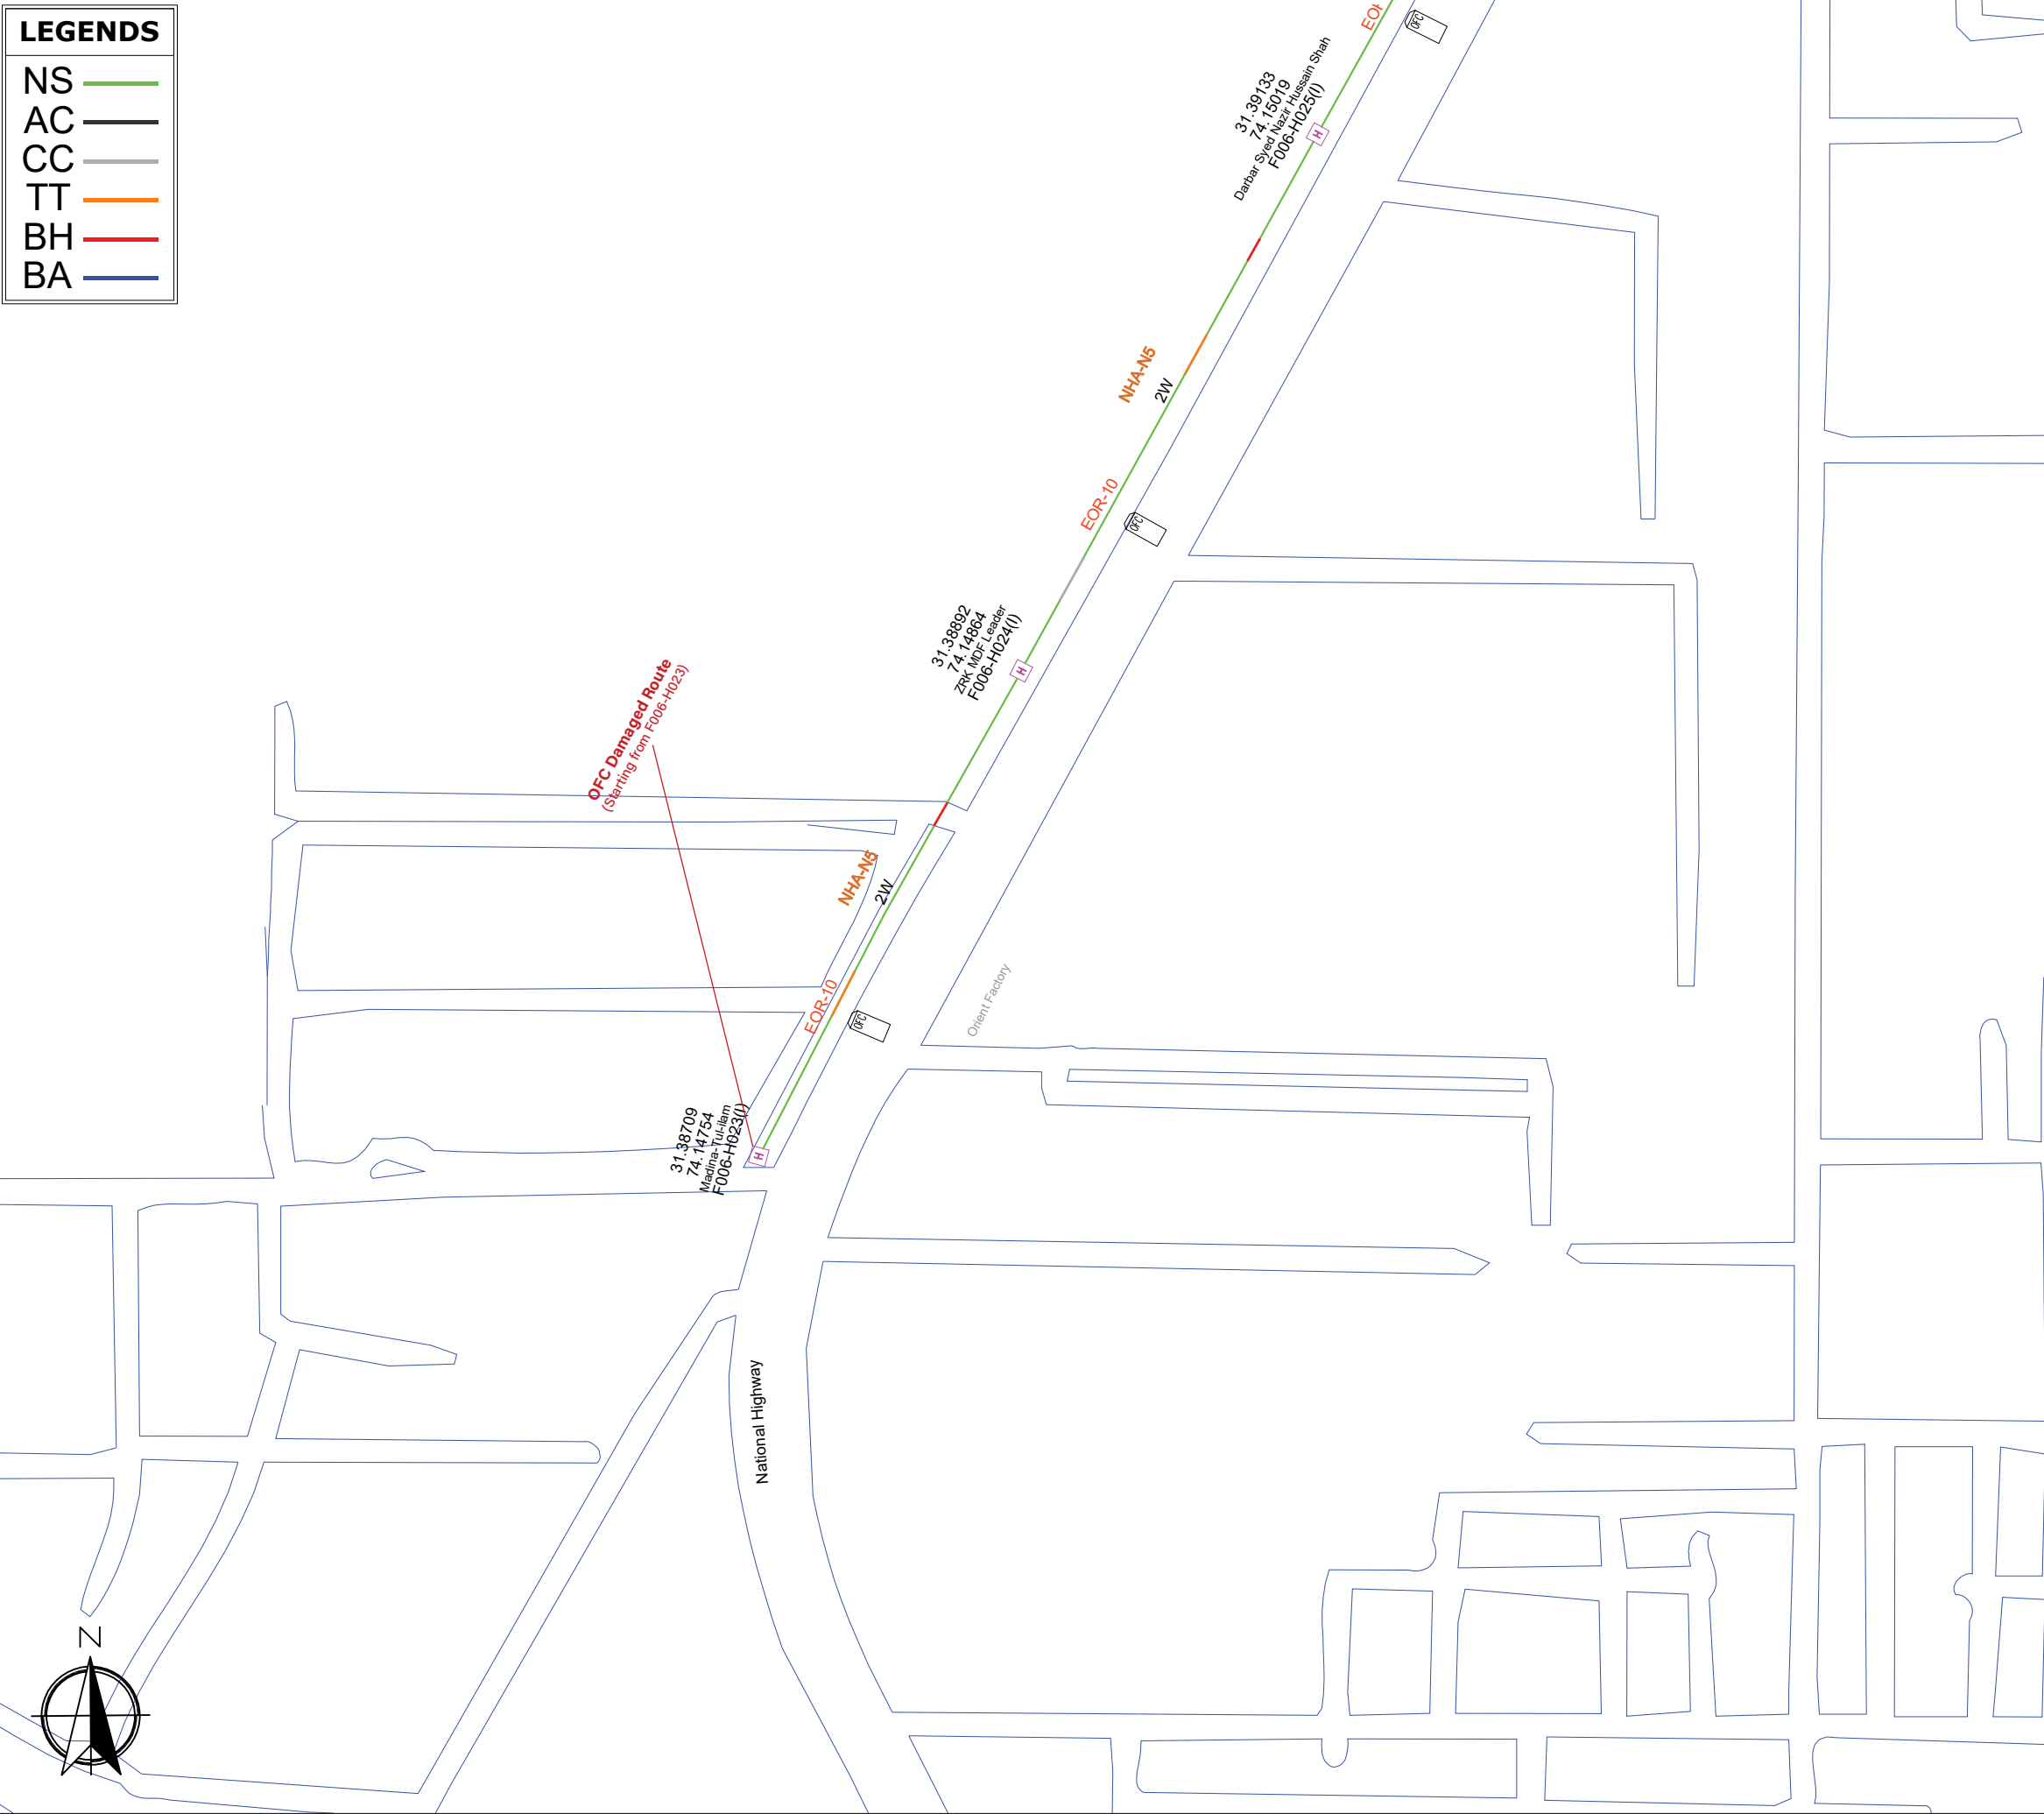 LEGENDS
NS
AC
CC
TT
BH
BA
OFC
31.39133
74.15019
Darbar Syed Nazir Hussain Shah
F006-H025(I)
H
NHA-N5
2W
EOR-10
OFC
31.38892
74.14864
ZRK MDF Leader
F006-H024(I)
H
OFC Damaged Route
(Starting from F006-H023)
NHA-N5
2W
EOR-10
OFC
Orient Factory
31.38709
74.14754
Madina-Tul-ilam
F006-H023(I)
H
National Highway
N